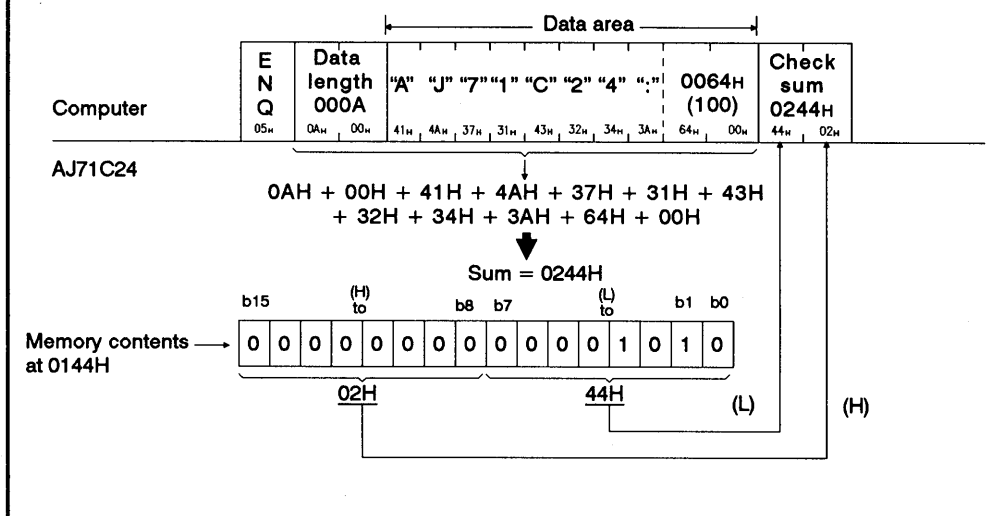 Data area
E N Q
Data length 000A
"A" "J" "7" "1" "C" "2" "4" ":"
0064H (100)
Check sum 0244H
Computer
05H 0AH 00H 41H 4AH 37H 31H 43H 32H 34H 3AH 64H 00H 44H 02H
AJ71C24
0AH + 00H + 41H + 4AH + 37H + 31H + 43H
+ 32H + 34H + 3AH + 64H + 00H
Sum = 0244H
b15 (H) to b8 b7 (L) to b1 b0
Memory contents at 0144H
0 0 0 0 0 0 0 0 0 0 0 0 1 0 1 0
02H 44H (L) (H)